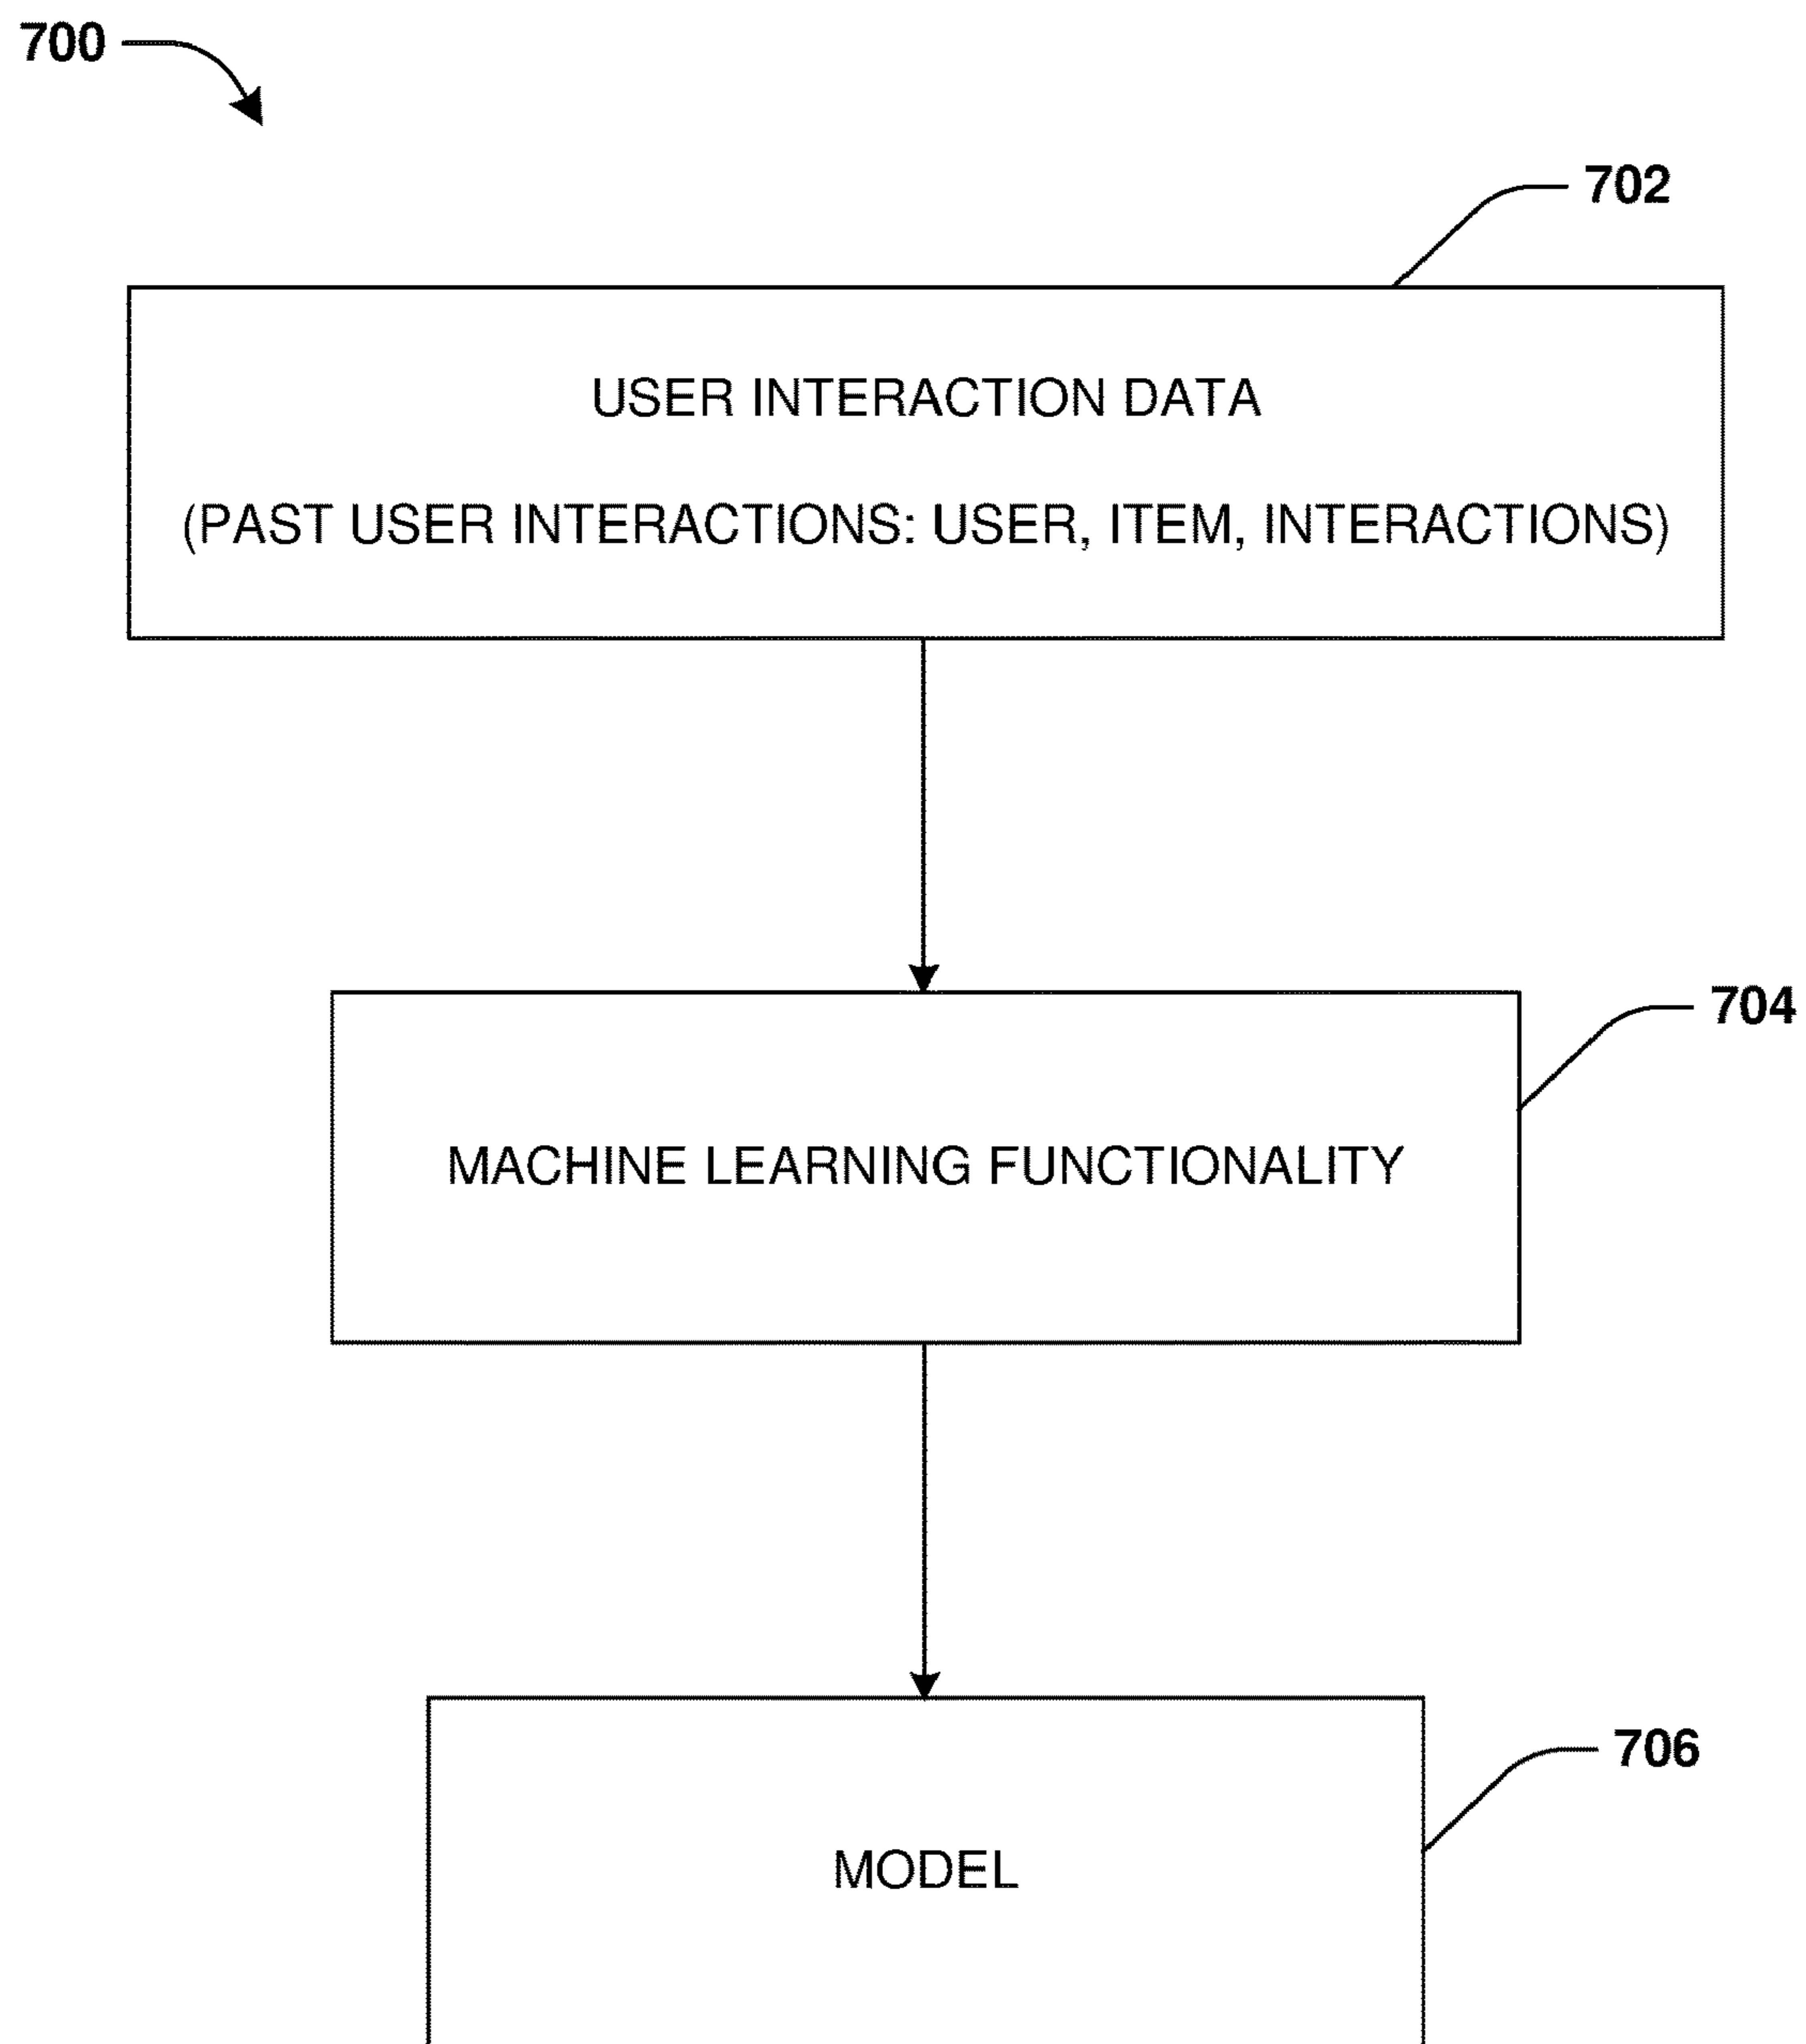 700
702
USER INTERACTION DATA
(PAST USER INTERACTIONS: USER, ITEM, INTERACTIONS)
704
MACHINE LEARNING FUNCTIONALITY
706
MODEL